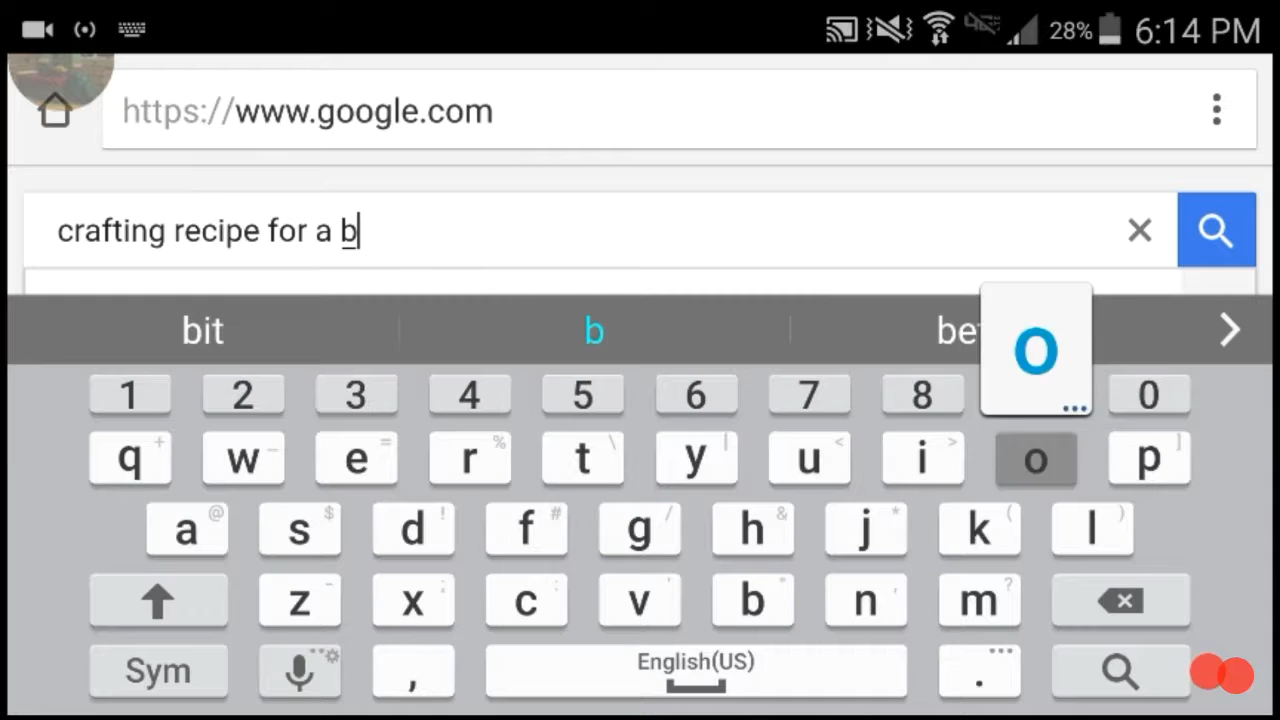 28% 6:14 PM
https://www.google.com
crafting recipe for a b
bit b be
o
1 2 3 4 5 6 7 8 0
q + w – e = r % t \ y | u < i > o p ]
a @ s $ d ! f # g / h & j * k ( l )
z - x ; c : v ' b " n , m ?
Sym , English(US) .